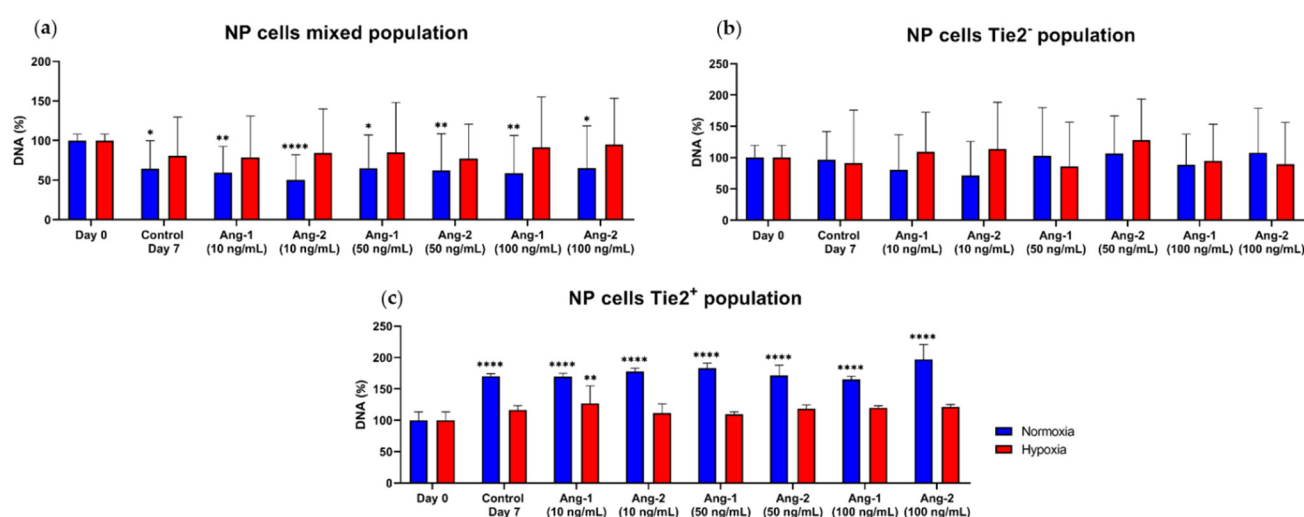 (a)
NP cells mixed population
DNA (%)
200
150
100
50
0
* ** **** * ** ** *
Day 0 Control Day 7 Ang-1 (10 ng/mL) Ang-2 (10 ng/mL) Ang-1 (50 ng/mL) Ang-2 (50 ng/mL) Ang-1 (100 ng/mL) Ang-2 (100 ng/mL)
(b)
NP cells Tie2⁻ population
DNA (%)
250
200
150
100
50
0
Day 0 Control Day 7 Ang-1 (10 ng/mL) Ang-2 (10 ng/mL) Ang-1 (50 ng/mL) Ang-2 (50 ng/mL) Ang-1 (100 ng/mL) Ang-2 (100 ng/mL)
(c)
NP cells Tie2⁺ population
DNA (%)
250
200
150
100
50
0
**** **** ** **** **** **** **** ****
Day 0 Control Day 7 Ang-1 (10 ng/mL) Ang-2 (10 ng/mL) Ang-1 (50 ng/mL) Ang-2 (50 ng/mL) Ang-1 (100 ng/mL) Ang-2 (100 ng/mL)
Normoxia
Hypoxia